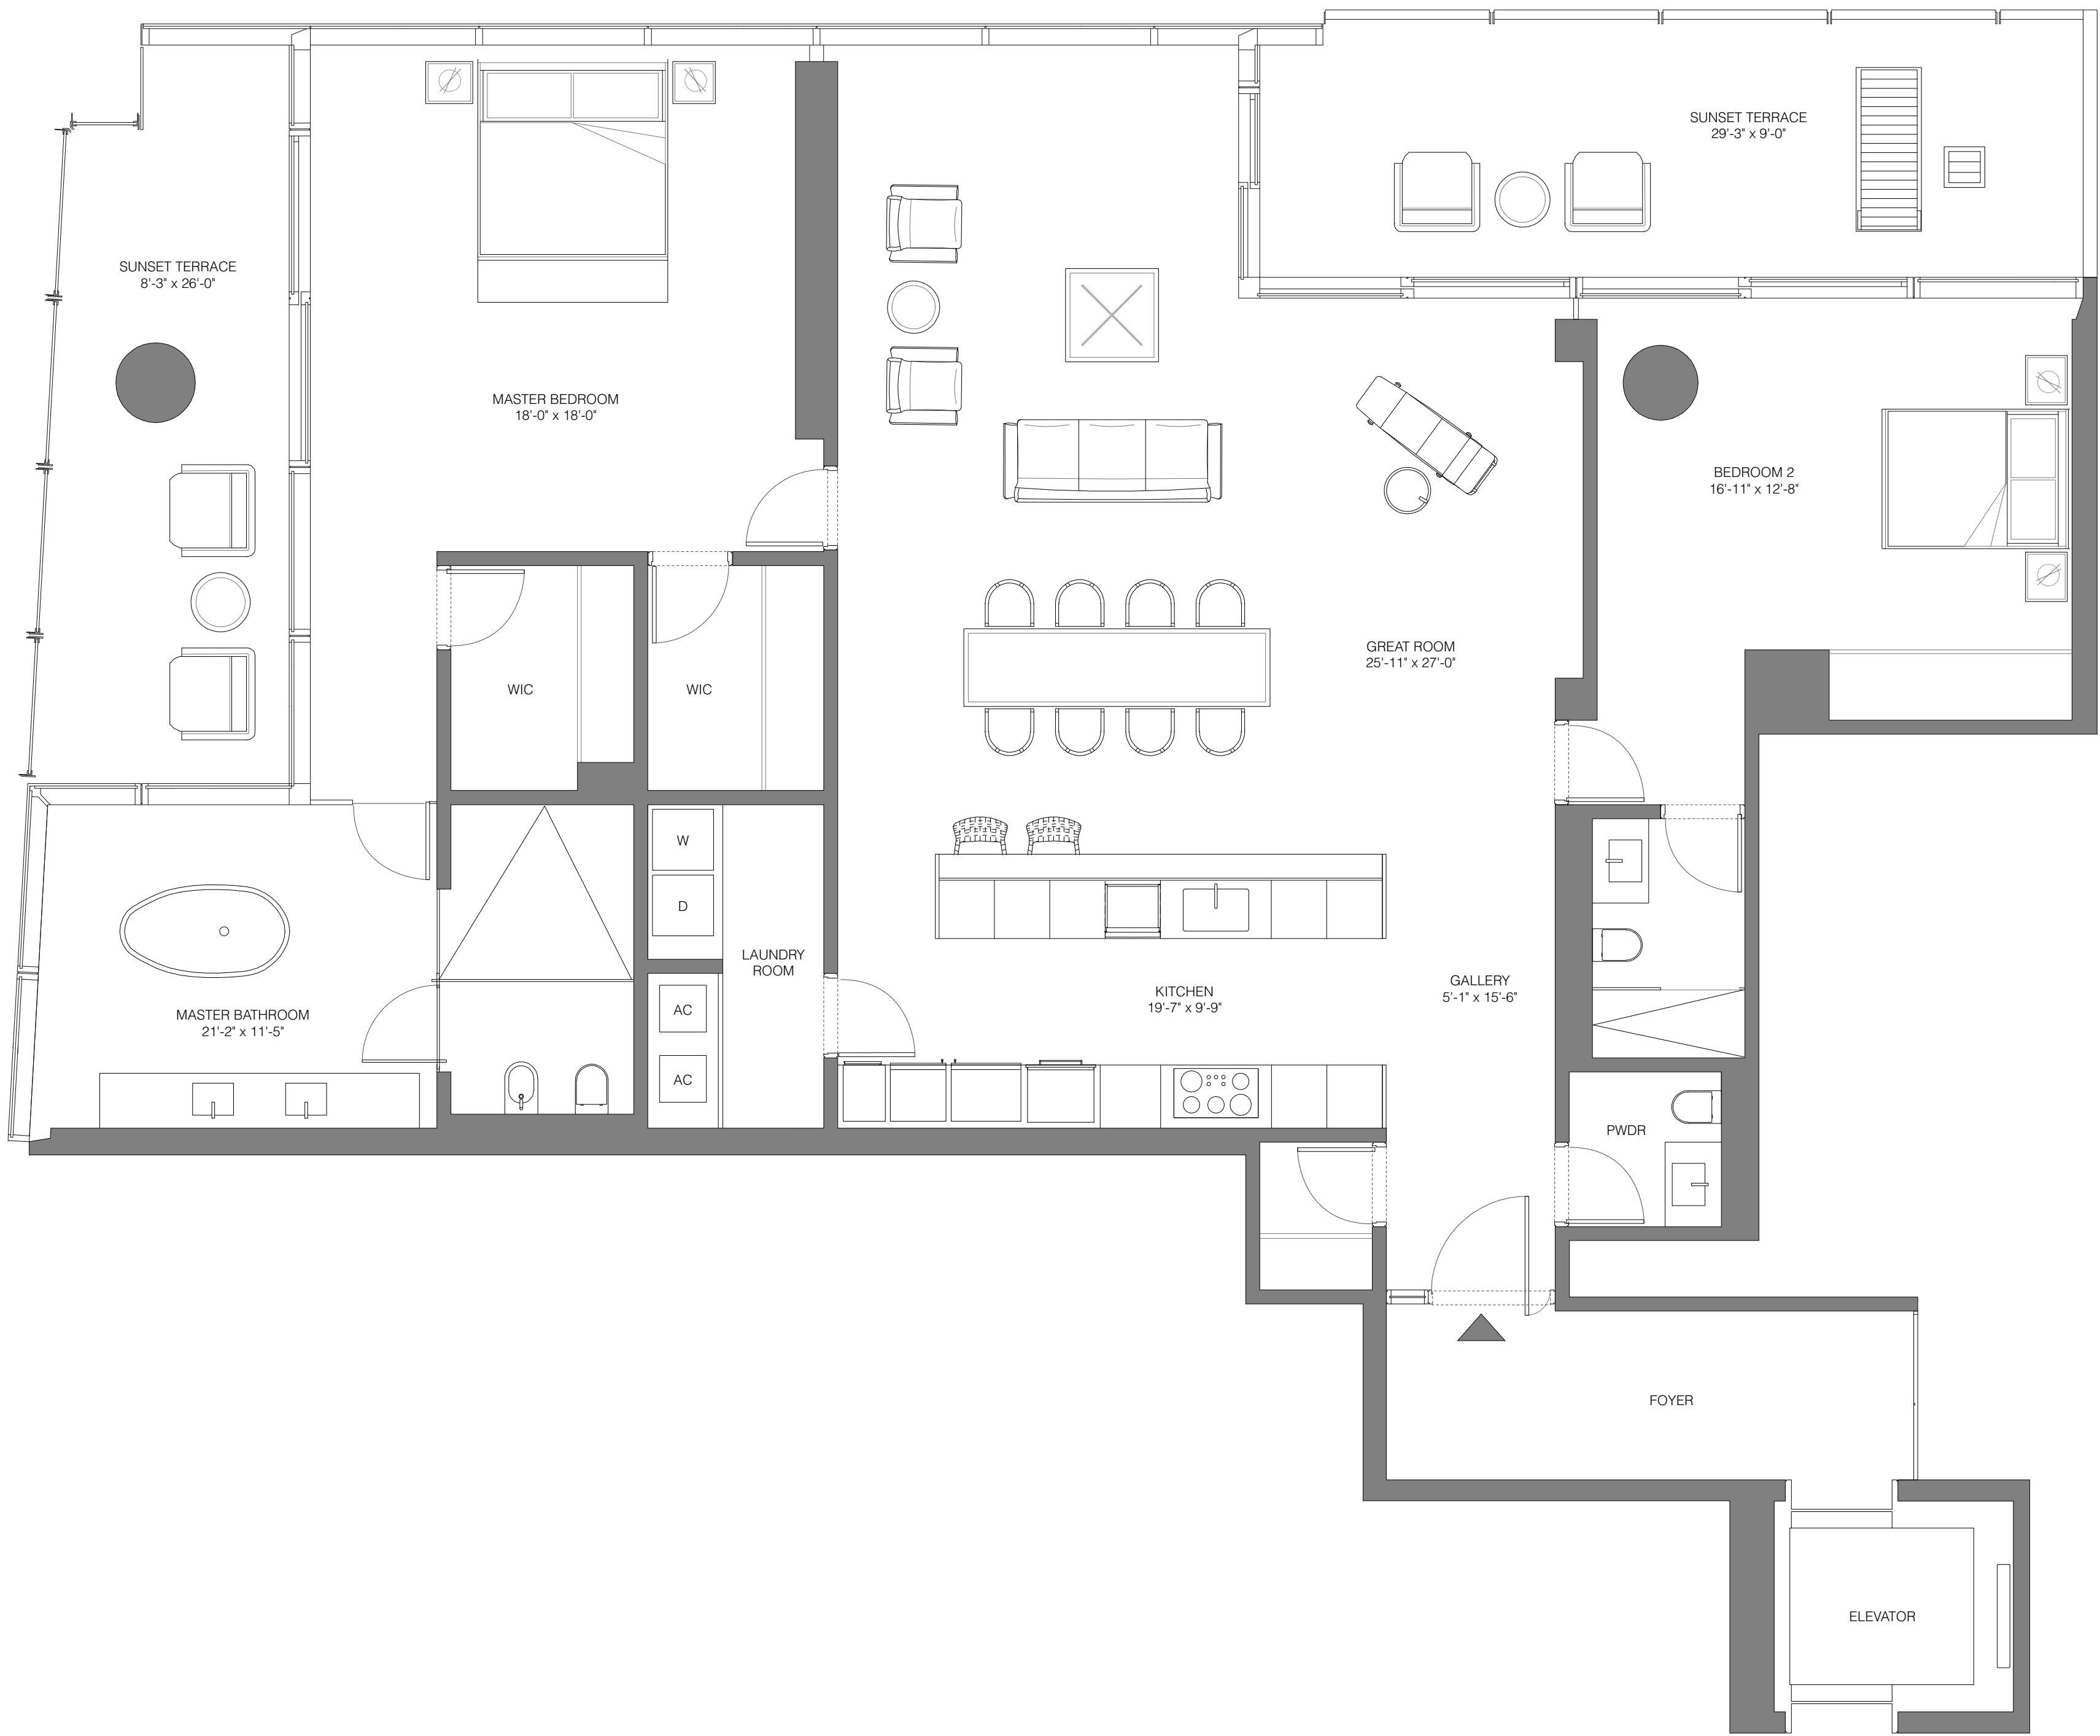 SUNSET TERRACE
29'-3" x 9'-0"
SUNSET TERRACE
8'-3" x 26'-0"
MASTER BEDROOM
18'-0" x 18'-0"
BEDROOM 2
16'-11" x 12'-8"
GREAT ROOM
25'-11" x 27'-0"
WIC
WIC
W
D
LAUNDRY
ROOM
AC
AC
KITCHEN
19'-7" x 9'-9"
GALLERY
5'-1" x 15'-6"
MASTER BATHROOM
21'-2" x 11'-5"
PWDR
FOYER
ELEVATOR